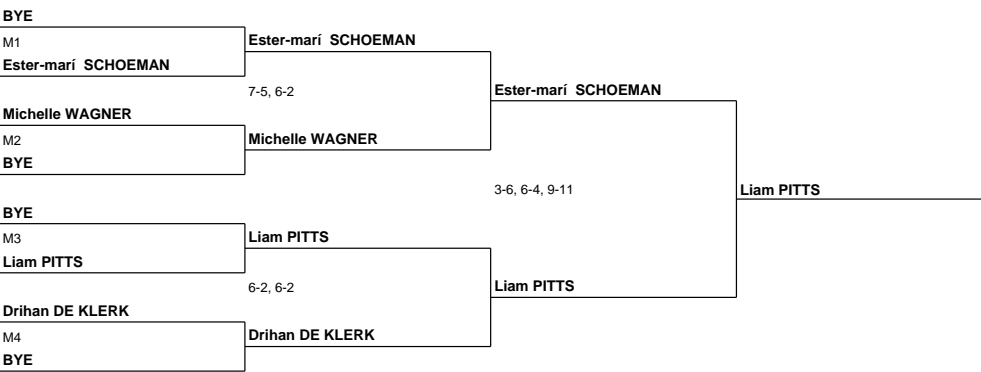 BYE
M1
Ester-marí  SCHOEMAN
Ester-marí  SCHOEMAN
7-5, 6-2
Ester-marí  SCHOEMAN
Michelle WAGNER
M2
Michelle WAGNER
BYE
3-6, 6-4, 9-11
Liam PITTS
BYE
M3
Liam PITTS
Liam PITTS
6-2, 6-2
Liam PITTS
Drihan DE KLERK
M4
Drihan DE KLERK
BYE